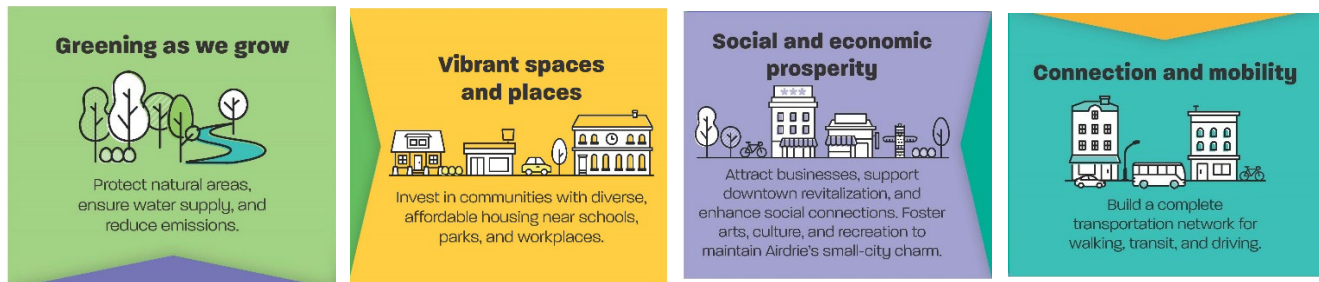 Greening as we grow
Protect natural areas,
ensure water supply, and
reduce emissions.
Vibrant spaces
and places
Invest in communities with diverse,
affordable housing near schools,
parks, and workplaces.
Social and economic
prosperity
Attract businesses, support
downtown revitalization, and
enhance social connections. Foster
arts, culture, and recreation to
maintain Airdrie's small-city charm.
Connection and mobility
Build a complete
transportation network for
walking, transit, and driving.